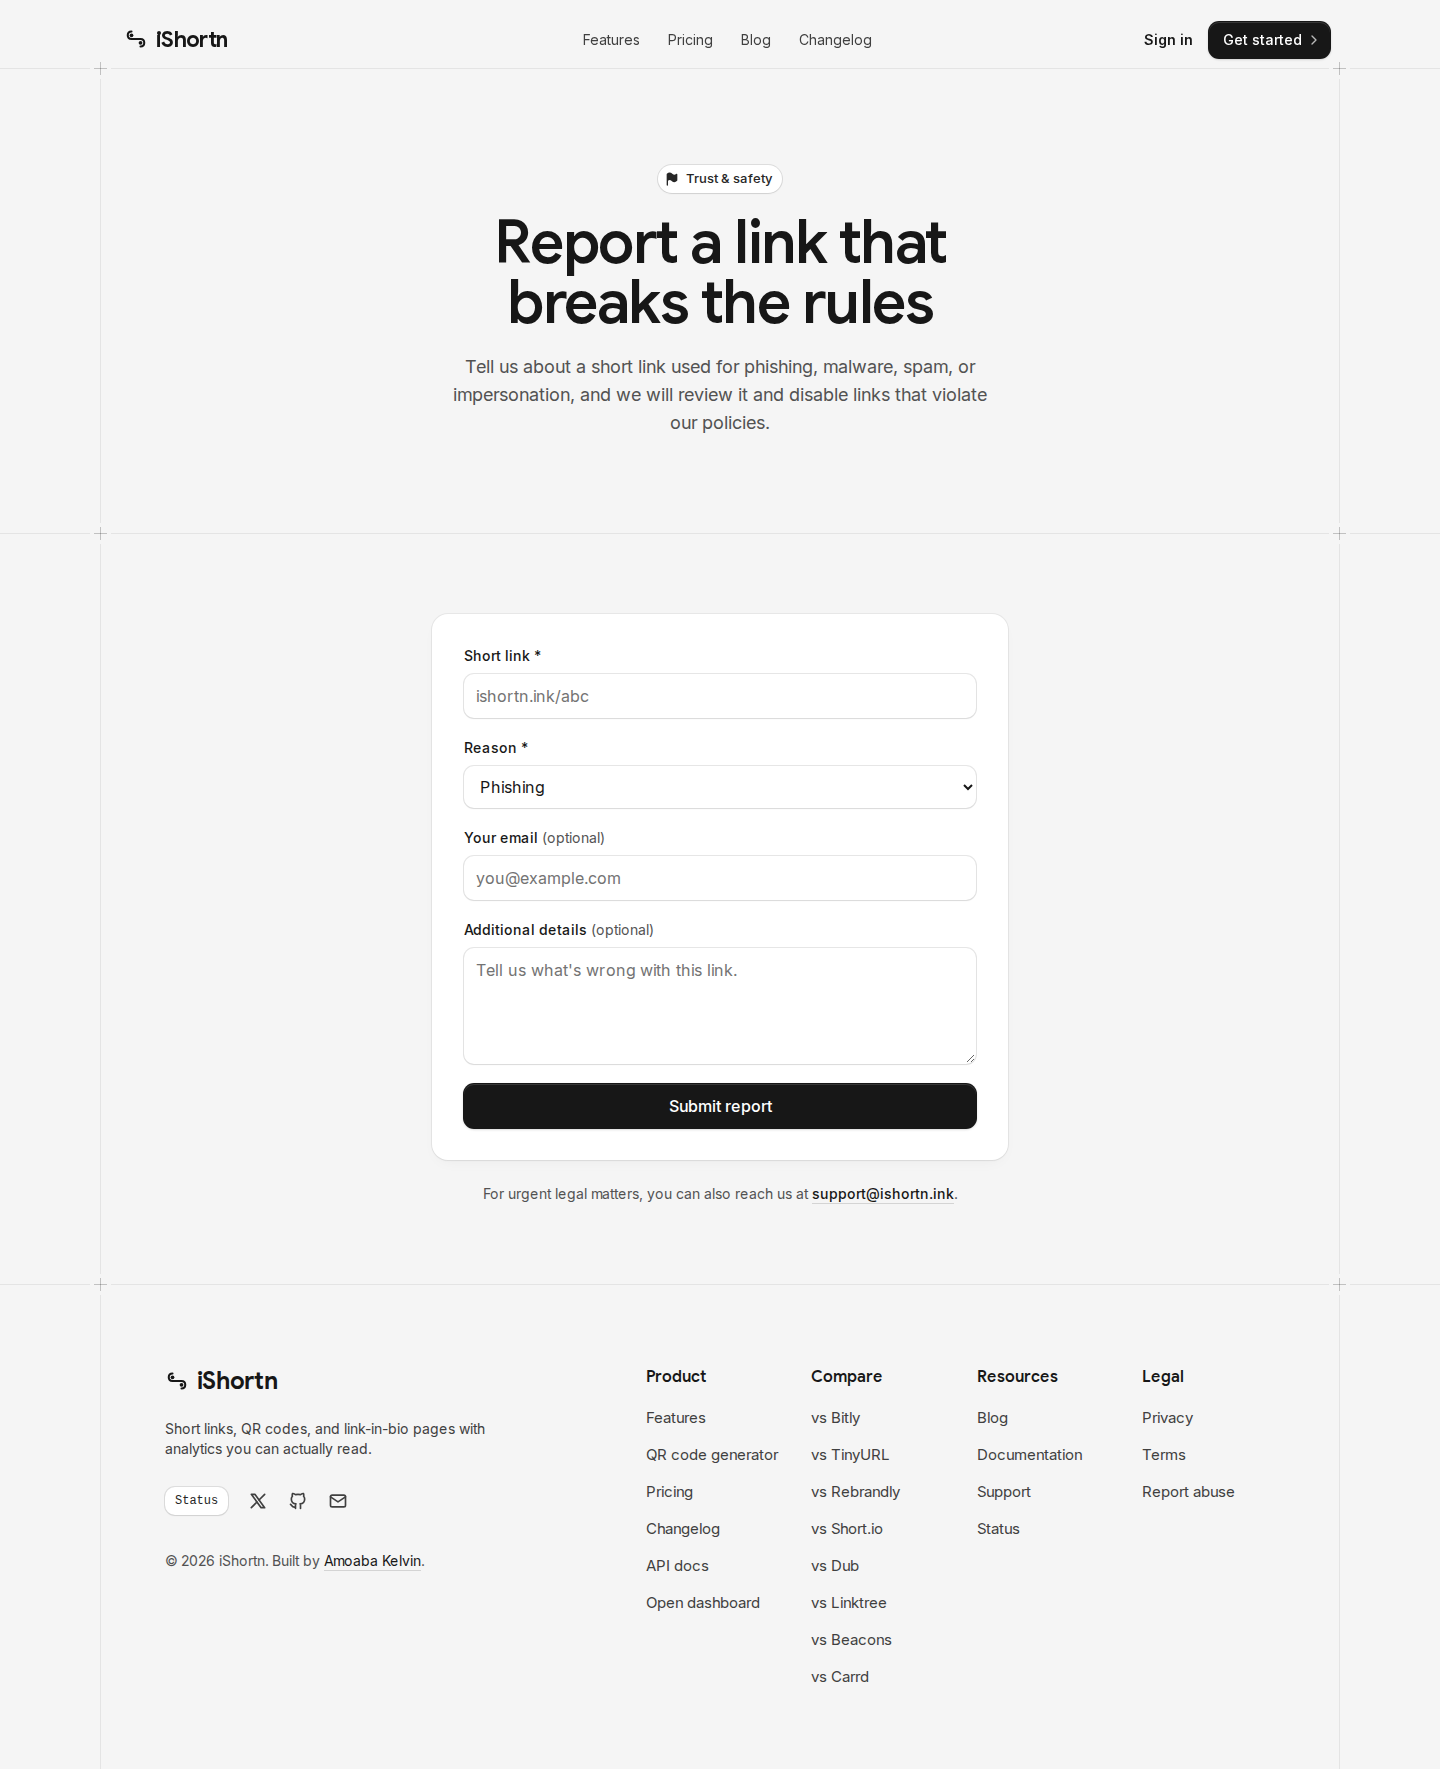 iShortn
Features
Pricing
Blog
Changelog
Sign in
Get started
Trust & safety
Report a link that
breaks the rules
Tell us about a short link used for phishing, malware, spam, or
impersonation, and we will review it and disable links that violate
our policies.
Short link *
ishortn.ink/abc
Reason *
Phishing
Your email (optional)
you@example.com
Additional details (optional)
Tell us what's wrong with this link.
Submit report
For urgent legal matters, you can also reach us at support@ishortn.ink.
iShortn
Short links, QR codes, and link-in-bio pages with
analytics you can actually read.
Status
© 2026 iShortn. Built by Amoaba Kelvin.
Product
Features
QR code generator
Pricing
Changelog
API docs
Open dashboard
Compare
vs Bitly
vs TinyURL
vs Rebrandly
vs Short.io
vs Dub
vs Linktree
vs Beacons
vs Carrd
Resources
Blog
Documentation
Support
Status
Legal
Privacy
Terms
Report abuse